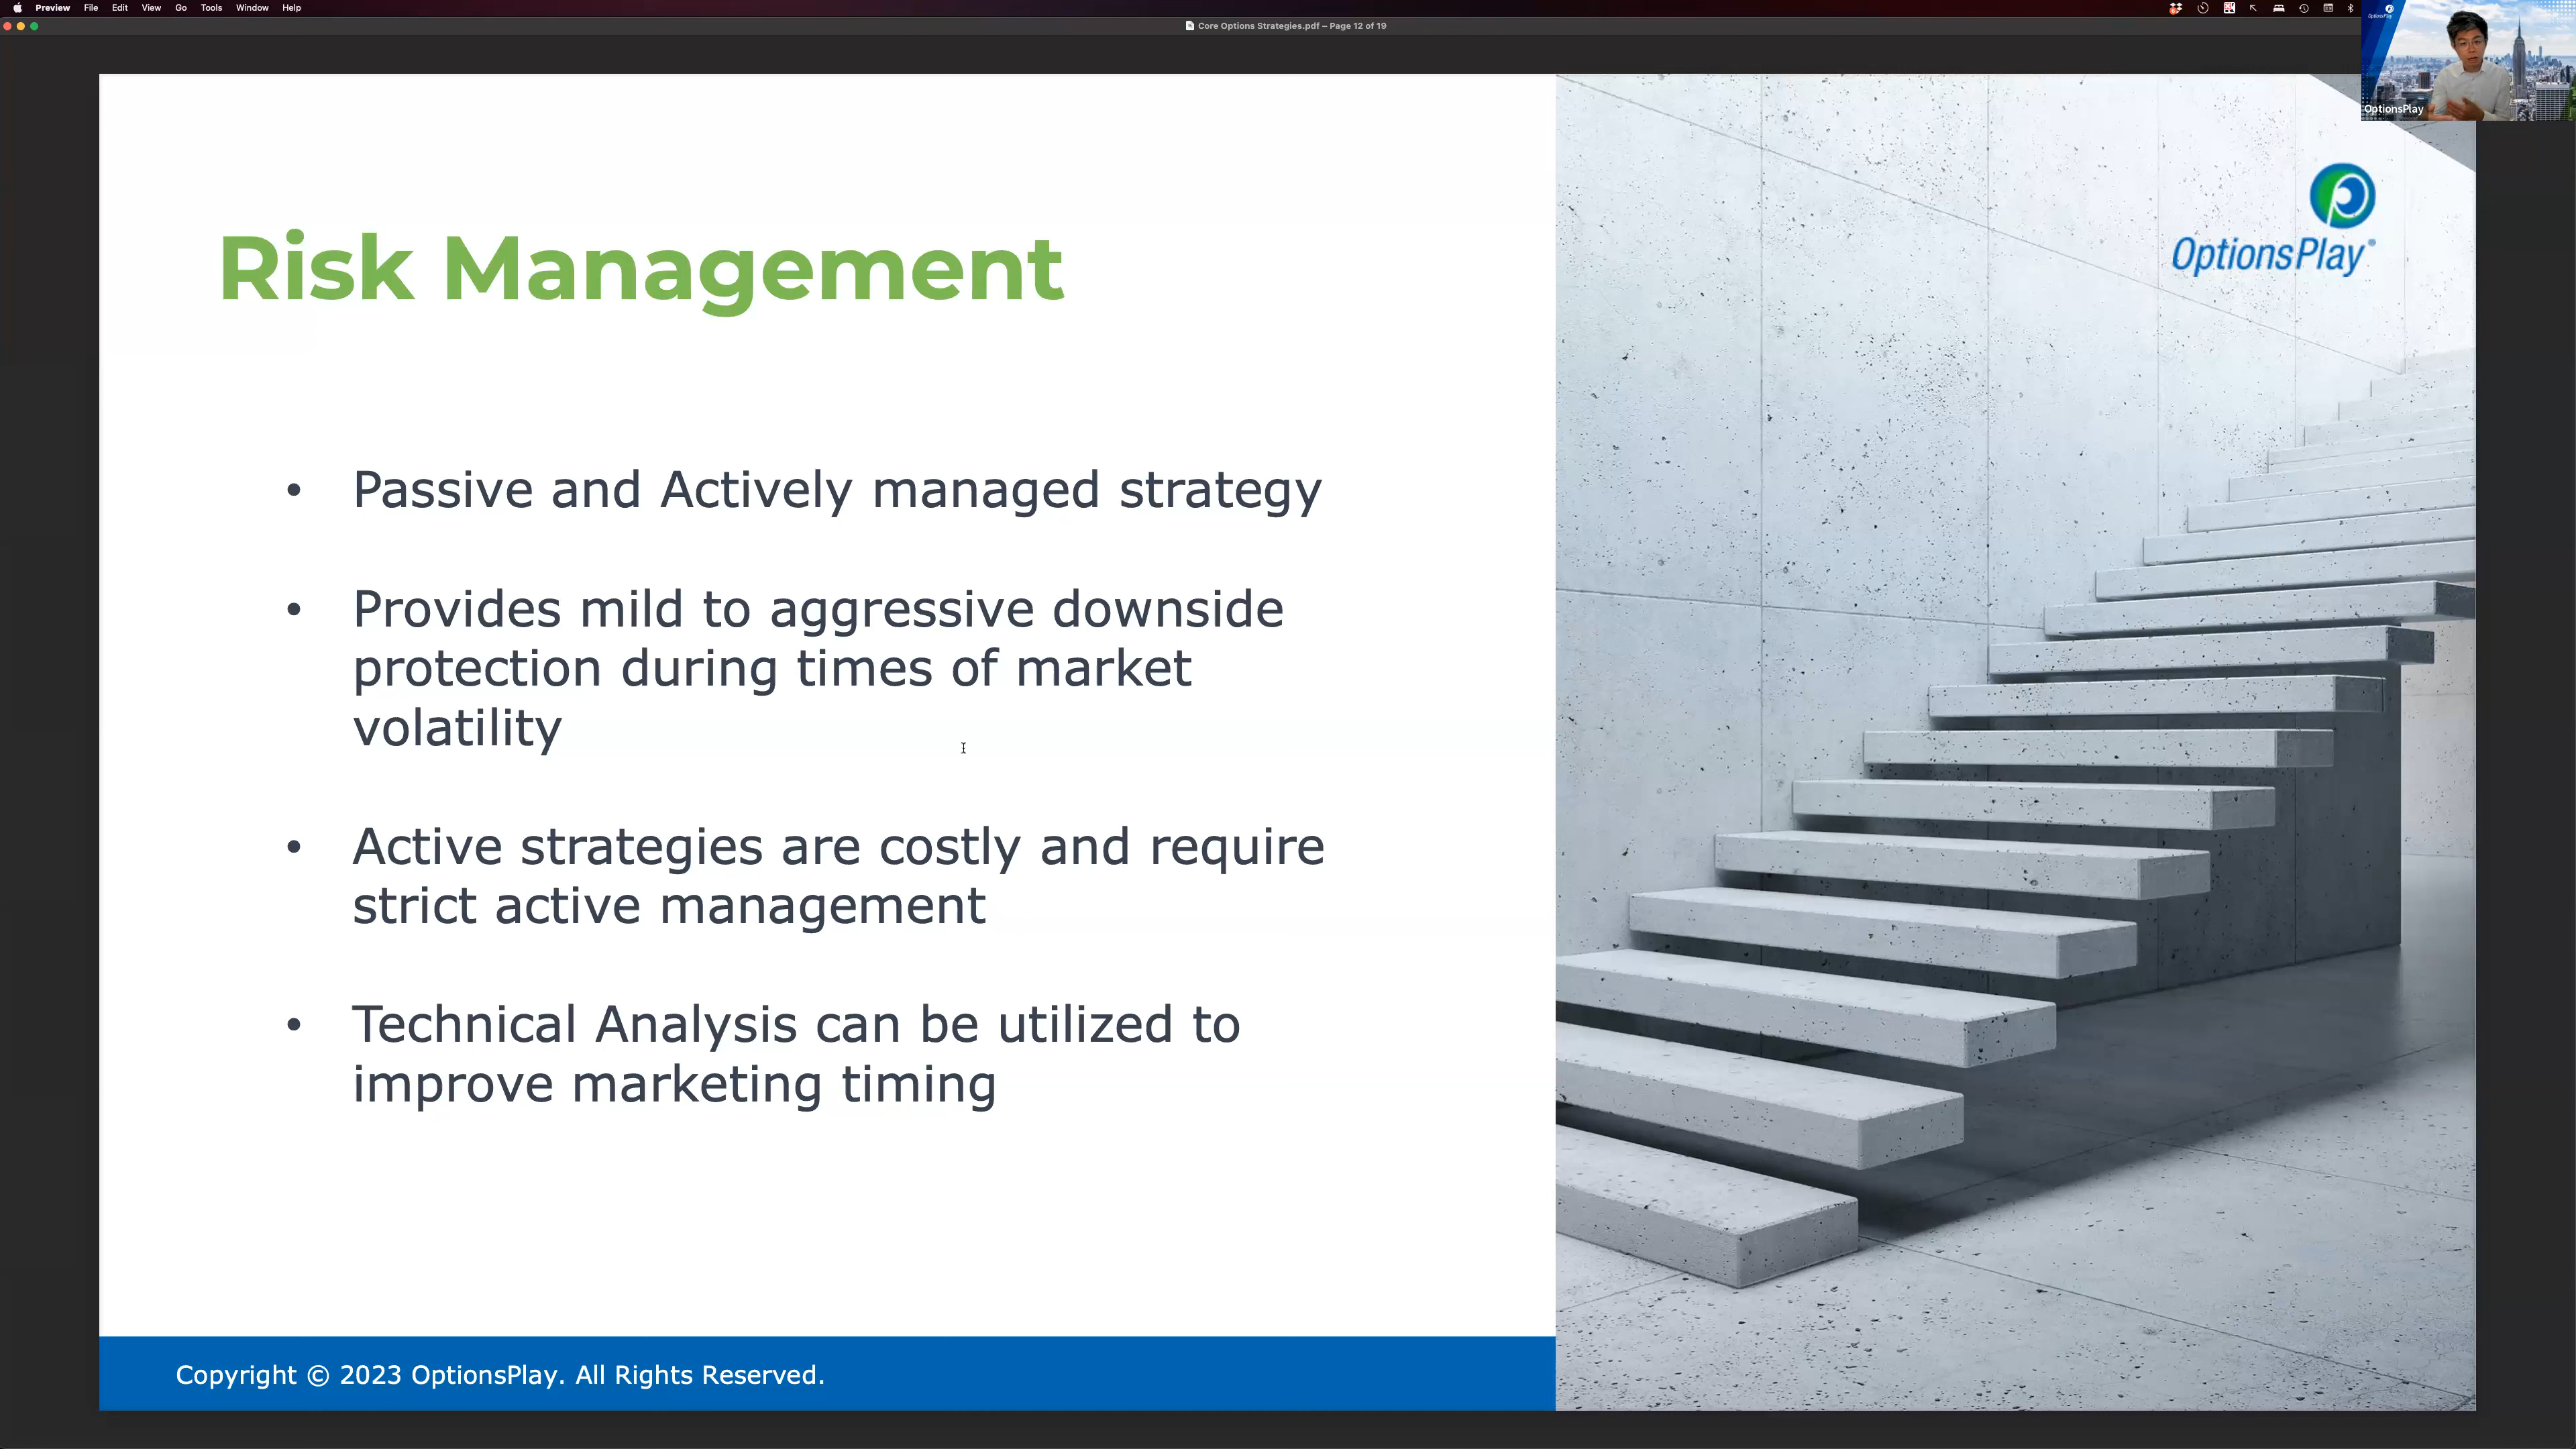 Preview File Edit View Go Tools Window Help
Core Options Strategies.pdf – Page 12 of 19
OptionsPlay
OptionsPlay
Risk Management
• Passive and Actively managed strategy
• Provides mild to aggressive downside
protection during times of market
volatility
• Active strategies are costly and require
strict active management
• Technical Analysis can be utilized to
improve marketing timing
Copyright © 2023 OptionsPlay. All Rights Reserved.